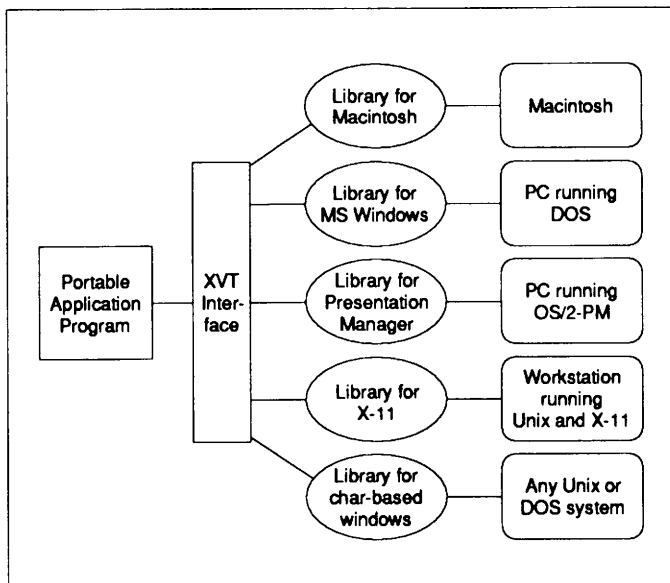 Portable
Application
Program
XVT
Inter-
face
Library for
Macintosh
Macintosh
Library for
MS Windows
PC running
DOS
Library for
Presentation
Manager
PC running
OS/2-PM
Library for
X-11
Workstation
running
Unix and X-11
Library for
char-based
windows
Any Unix or
DOS system